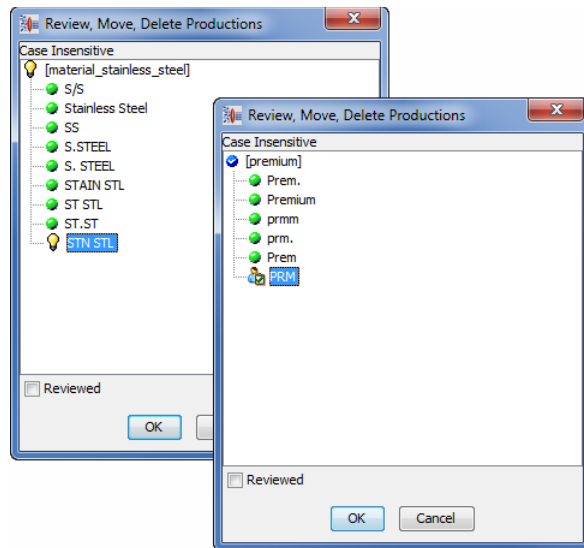 Review, Move, Delete Productions
Case Insensitive
[material_stainless_steel]
S/S
Stainless Steel
SS
S.STEEL
S. STEEL
STAIN STL
ST STL
ST.ST
STN STL
Reviewed
OK
Review, Move, Delete Productions
Case Insensitive
[premium]
Prem.
Premium
prmm
prm.
Prem
PRM
Reviewed
OK
Cancel